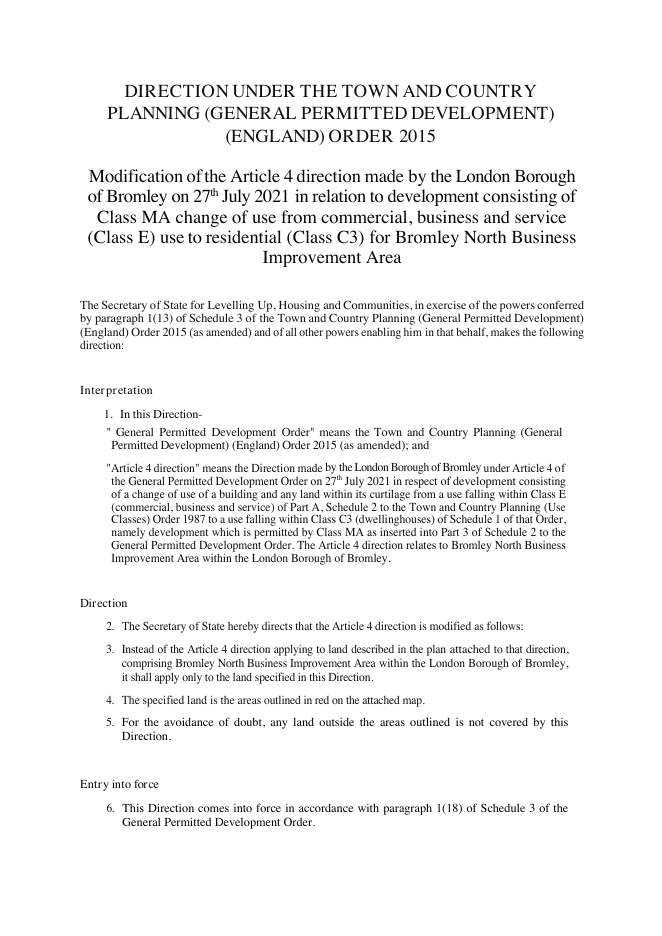 DIRECTION UNDER THE TOWN AND COUNTRY
PLANNING (GENERAL PERMITTED DEVELOPMENT)
(ENGLAND) ORDER 2015
Modification of the Article 4 direction made by the London Borough
of Bromley on 27th July 2021 in relation to development consisting of
Class MA change of use from commercial, business and service
(Class E) use to residential (Class C3) for Bromley North Business
Improvement Area
The Secretary of State for Levelling Up, Housing and Communities, in exercise of the powers conferred
by paragraph 1(13) of Schedule 3 of the Town and Country Planning (General Permitted Development)
(England) Order 2015 (as amended) and of all other powers enabling him in that behalf, makes the following
direction:
Interpretation
1. In this Direction-
" General Permitted Development Order" means the Town and Country Planning (General
Permitted Development) (England) Order 2015 (as amended); and
"Article 4 direction" means the Direction made by the London Borough of Bromley under Article 4 of
the General Permitted Development Order on 27th July 2021 in respect of development consisting
of a change of use of a building and any land within its curtilage from a use falling within Class E
(commercial, business and service) of Part A, Schedule 2 to the Town and Country Planning (Use
Classes) Order 1987 to a use falling within Class C3 (dwellinghouses) of Schedule 1 of that Order,
namely development which is permitted by Class MA as inserted into Part 3 of Schedule 2 to the
General Permitted Development Order. The Article 4 direction relates to Bromley North Business
Improvement Area within the London Borough of Bromley.
Direction
2. The Secretary of State hereby directs that the Article 4 direction is modified as follows:
3. Instead of the Article 4 direction applying to land described in the plan attached to that direction,
comprising Bromley North Business Improvement Area within the London Borough of Bromley,
it shall apply only to the land specified in this Direction.
4. The specified land is the areas outlined in red on the attached map.
5. For the avoidance of doubt, any land outside the areas outlined is not covered by this
Direction.
Entry into force
6. This Direction comes into force in accordance with paragraph 1(18) of Schedule 3 of the
General Permitted Development Order.